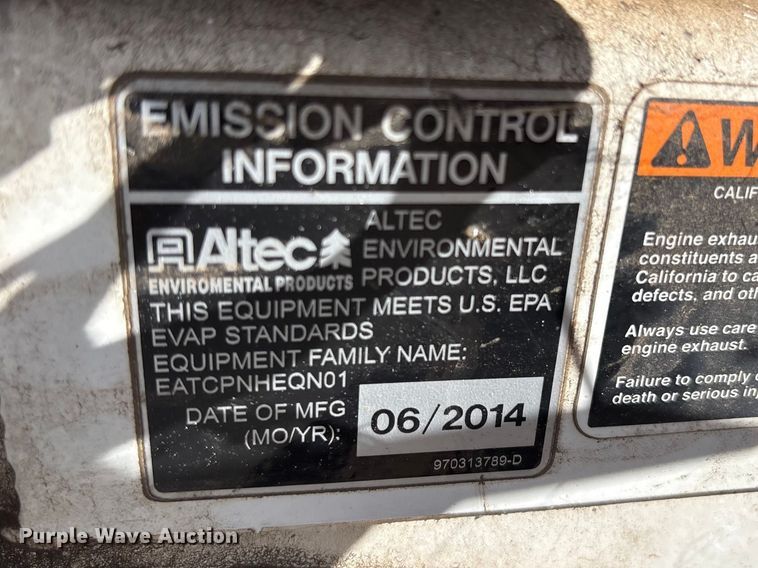 EMISSION CONTROL
INFORMATION
Altec
ENVIROMENTAL PRODUCTS
ALTEC
ENVIRONMENTAL
PRODUCTS, LLC
THIS EQUIPMENT MEETS U.S. EPA
EVAP STANDARDS
EQUIPMENT FAMILY NAME:
EATCPNHEQN01
DATE OF MFG
(MO/YR):
06/2014
970313789-D
CALIF
Engine exhau
constituents a
California to ca
defects, and oth
Always use care
engine exhaust.
Failure to comply
death or serious in
Purple Wave Auction